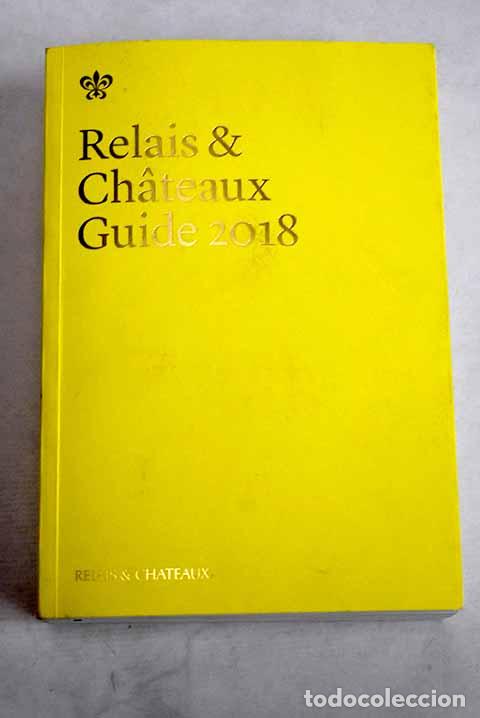 Relais &
Châteaux
Guide 2018
RELAIS & CHATEAUX
todocoleccion